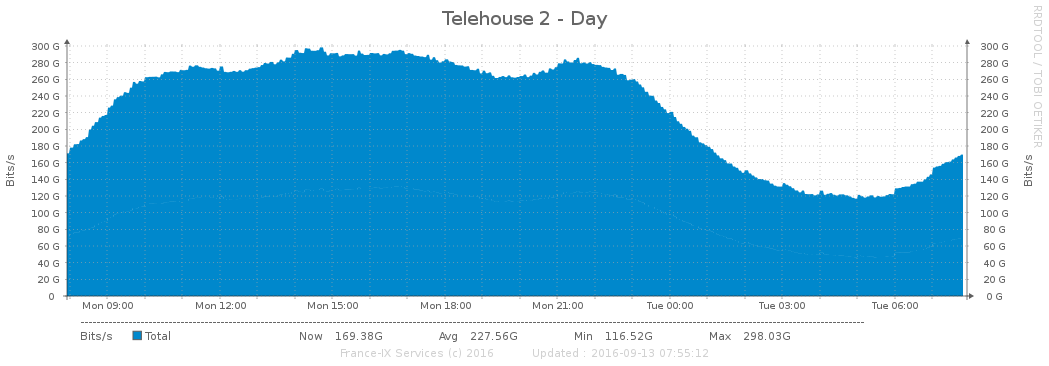 Telehouse 2 - Day
RRDTOOL / TOBI OETIKER
Bits/s
300 G 300 G
280 G 280 G
260 G 260 G
240 G 240 G
220 G 220 G
200 G 200 G
180 G 180 G
160 G 160 G
140 G 140 G
120 G 120 G
100 G 100 G
80 G 80 G
60 G 60 G
40 G 40 G
20 G 20 G
0 0 G
Bits/s
Mon 09:00 Mon 12:00 Mon 15:00 Mon 18:00 Mon 21:00 Tue 00:00 Tue 03:00 Tue 06:00
Bits/s Total Now 169.38G Avg 227.56G Min 116.52G Max 298.03G
France-IX Services (c) 2016 Updated : 2016-09-13 07:55:12